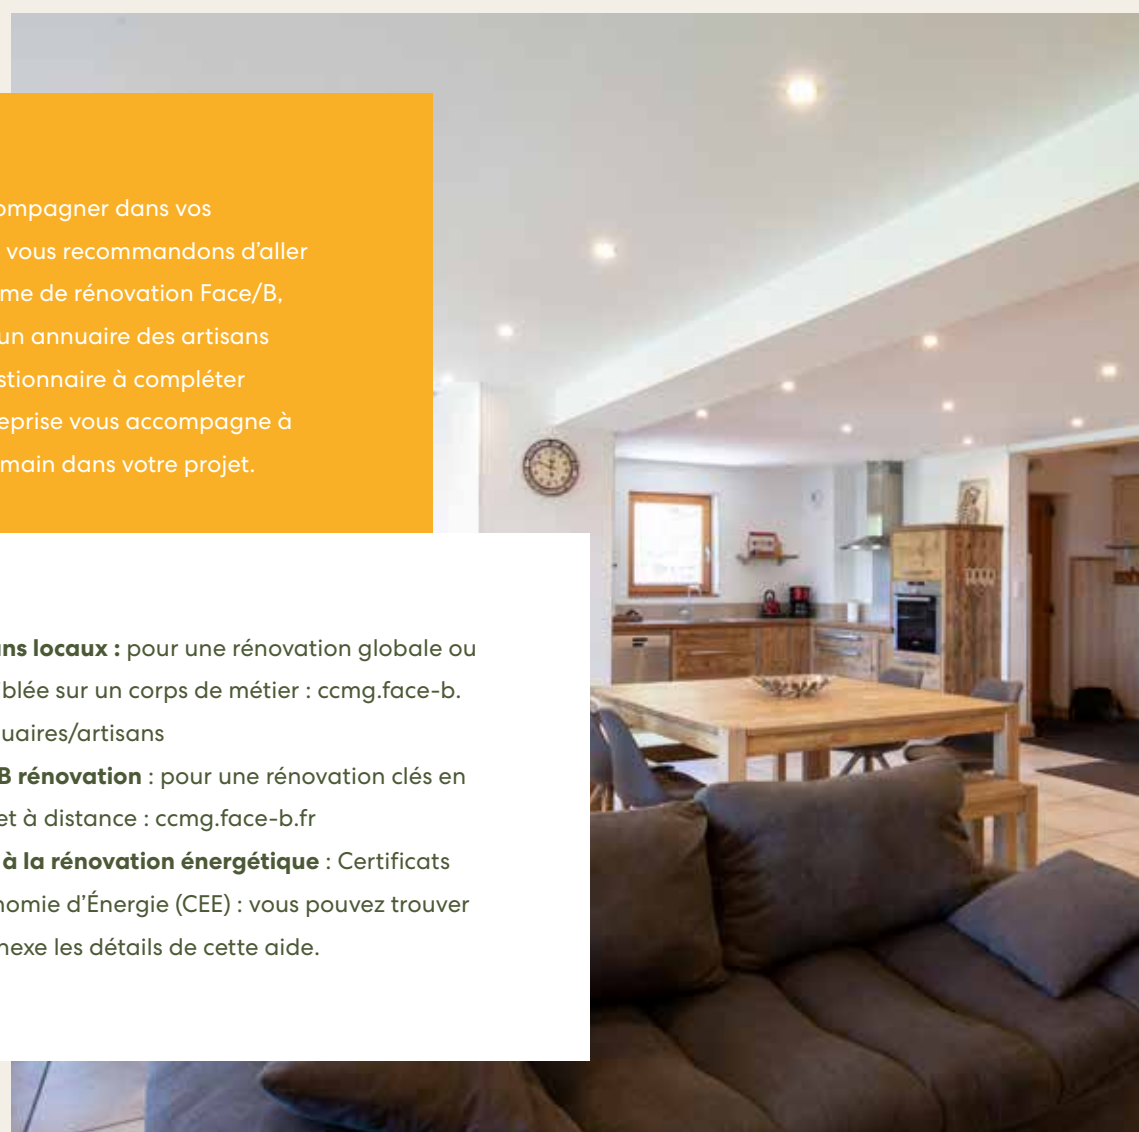 ompagner dans vos
vous recommandons d’aller
me de rénovation Face/B,
un annuaire des artisans
stionnaire à compléter
eprise vous accompagne à
main dans votre projet.
ns locaux : pour une rénovation globale ou
blée sur un corps de métier : ccmg.face-b.
uaires/artisans
B rénovation : pour une rénovation clés en
et à distance : ccmg.face-b.fr
à la rénovation énergétique : Certificats
nomie d’Énergie (CEE) : vous pouvez trouver
nexe les détails de cette aide.